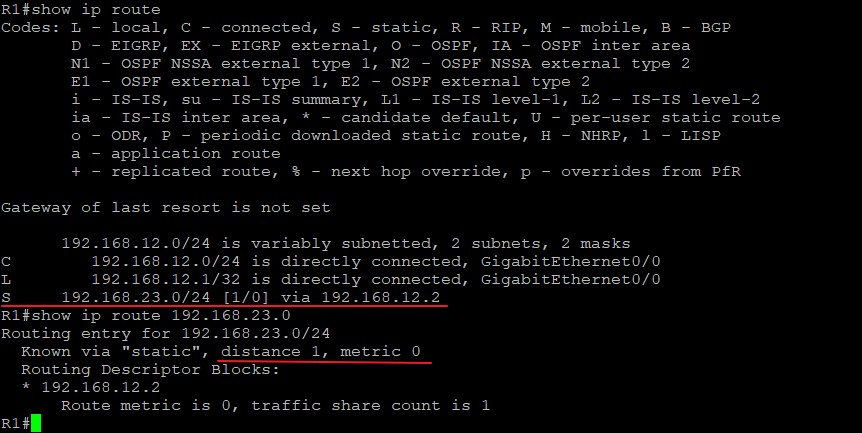 R1#show ip route
Codes: L - local, C - connected, S - static, R - RIP, M - mobile, B - BGP
       D - EIGRP, EX - EIGRP external, O - OSPF, IA - OSPF inter area
       N1 - OSPF NSSA external type 1, N2 - OSPF NSSA external type 2
       E1 - OSPF external type 1, E2 - OSPF external type 2
       i - IS-IS, su - IS-IS summary, L1 - IS-IS level-1, L2 - IS-IS level-2
       ia - IS-IS inter area, * - candidate default, U - per-user static route
       o - ODR, P - periodic downloaded static route, H - NHRP, l - LISP
       a - application route
       + - replicated route, % - next hop override, p - overrides from PfR
Gateway of last resort is not set
      192.168.12.0/24 is variably subnetted, 2 subnets, 2 masks
C        192.168.12.0/24 is directly connected, GigabitEthernet0/0
L        192.168.12.1/32 is directly connected, GigabitEthernet0/0
S     192.168.23.0/24 [1/0] via 192.168.12.2
R1#show ip route 192.168.23.0
Routing entry for 192.168.23.0/24
  Known via "static", distance 1, metric 0
  Routing Descriptor Blocks:
  * 192.168.12.2
      Route metric is 0, traffic share count is 1
R1#